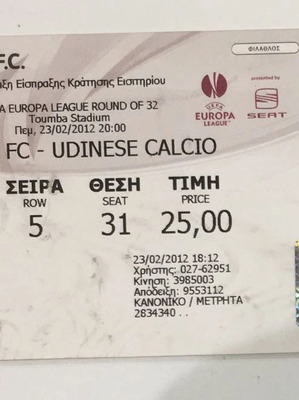 F.C.
ΦΙΛΑΘΛΟΣ
ξη Είσπραξης Κράτησης Εισιτηρίου
A EUROPA LEAGUE ROUND OF 32
Toumba Stadium
Πεμ, 23/02/2012 20:00
UEFA
EUROPA
LEAGUE™
presented by
SEAT
FC - UDINESE CALCIO
ΣΕΙΡΑ ΘΕΣΗ ΤΙΜΗ
ROW SEAT PRICE
5 31 25,00
23/02/2012 18:12
Χρήστης: 027-62951
Κίνηση: 3985003
Απόδειξη: 9553112
ΚΑΝΟΝΙΚΟ / ΜΕΤΡΗΤΑ
2834340 . .